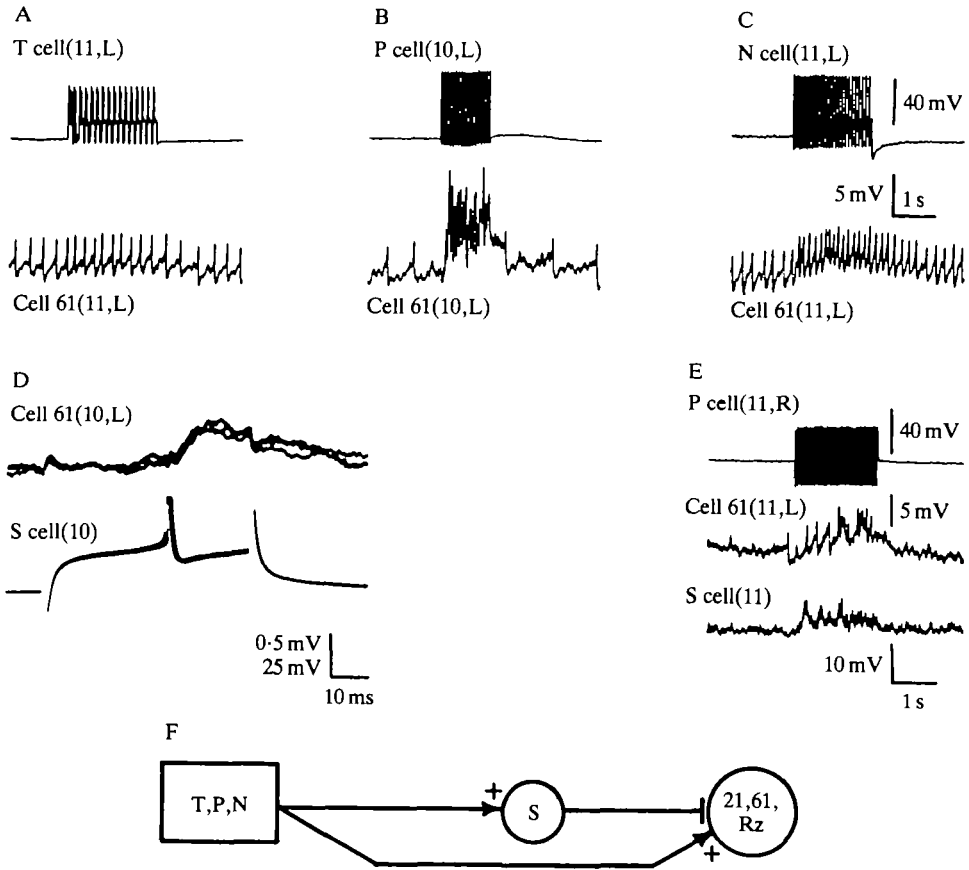 A
T cell(11,L)
Cell 61(11,L)
B
P cell(10,L)
Cell 61(10,L)
C
N cell(11,L)
40 mV
5 mV
1 s
Cell 61(11,L)
D
Cell 61(10,L)
S cell(10)
0·5 mV
25 mV
10 ms
E
P cell(11,R)
40 mV
Cell 61(11,L)
5 mV
S cell(11)
10 mV
1 s
F
T,P,N
+
S
21,61,
Rz
+